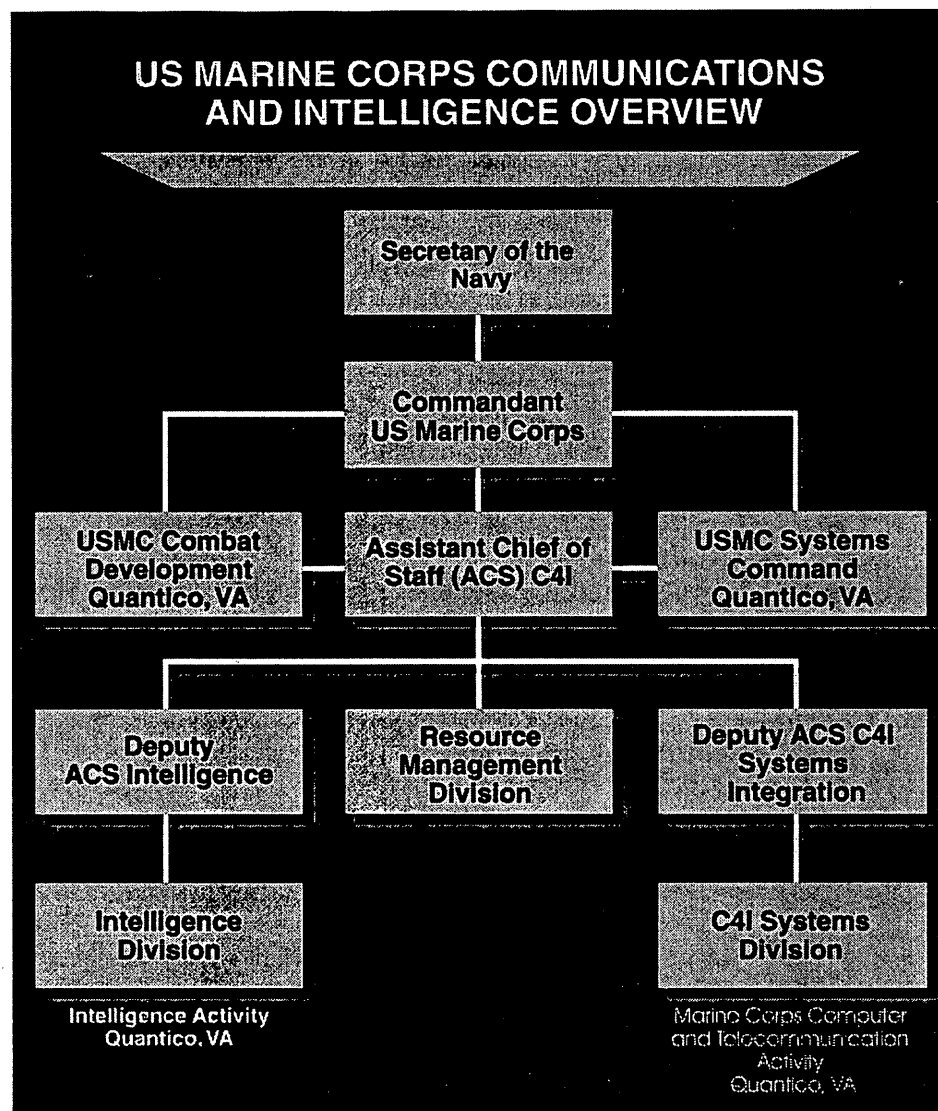 US MARINE CORPS COMMUNICATIONS
AND INTELLIGENCE OVERVIEW
Secretary of the
Navy
Commandant
US Marine Corps
USMC Combat
Development
Quantico, VA
Assistant Chief of
Staff (ACS) C4I
USMC Systems
Command
Quantico, VA
Deputy
ACS Intelligence
Resource
Management
Division
Deputy ACS C4I
Systems
Integration
Intelligence
Division
C4I Systems
Division
Intelligence Activity
Quantico, VA
Marine Corps Computer
and Telecommunication
Activity
Quantico, VA